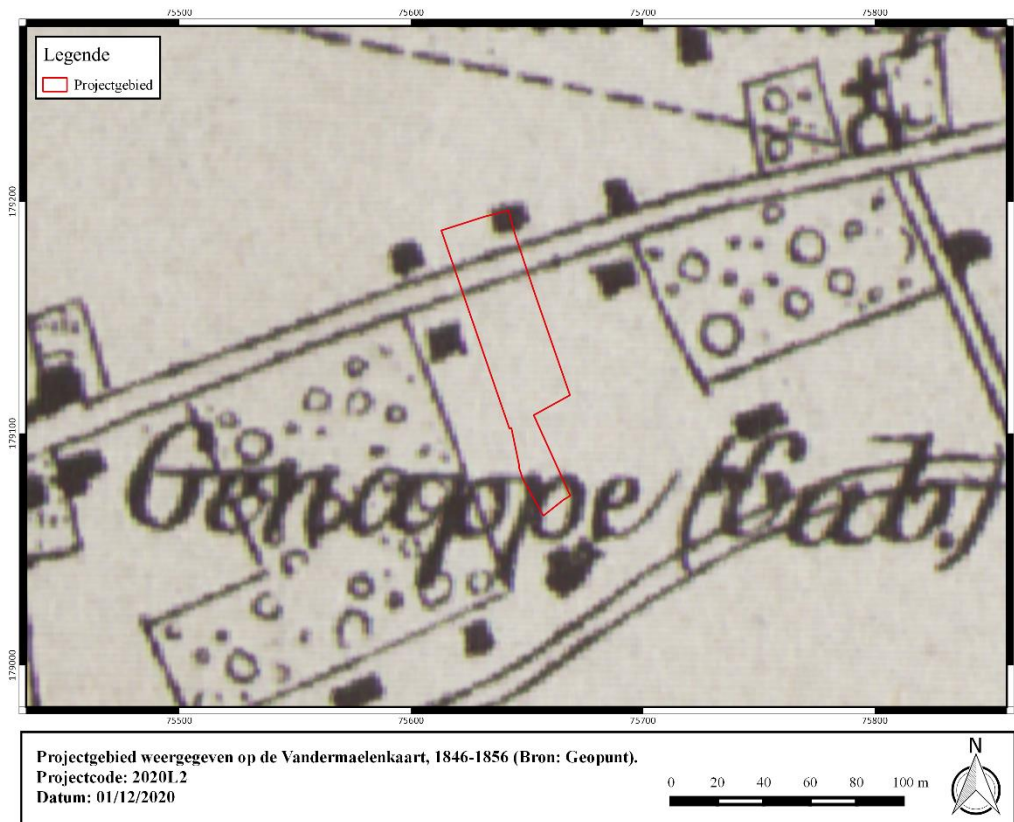 75500 75600 75700 75800
Legende
Projectgebied
179200
179100
179000
Genappe (Cab.)
75500 75600 75700 75800
Projectgebied weergegeven op de Vandermaelenkaart, 1846-1856 (Bron: Geopunt).
Projectcode: 2020L2
Datum: 01/12/2020
0 20 40 60 80 100 m
N